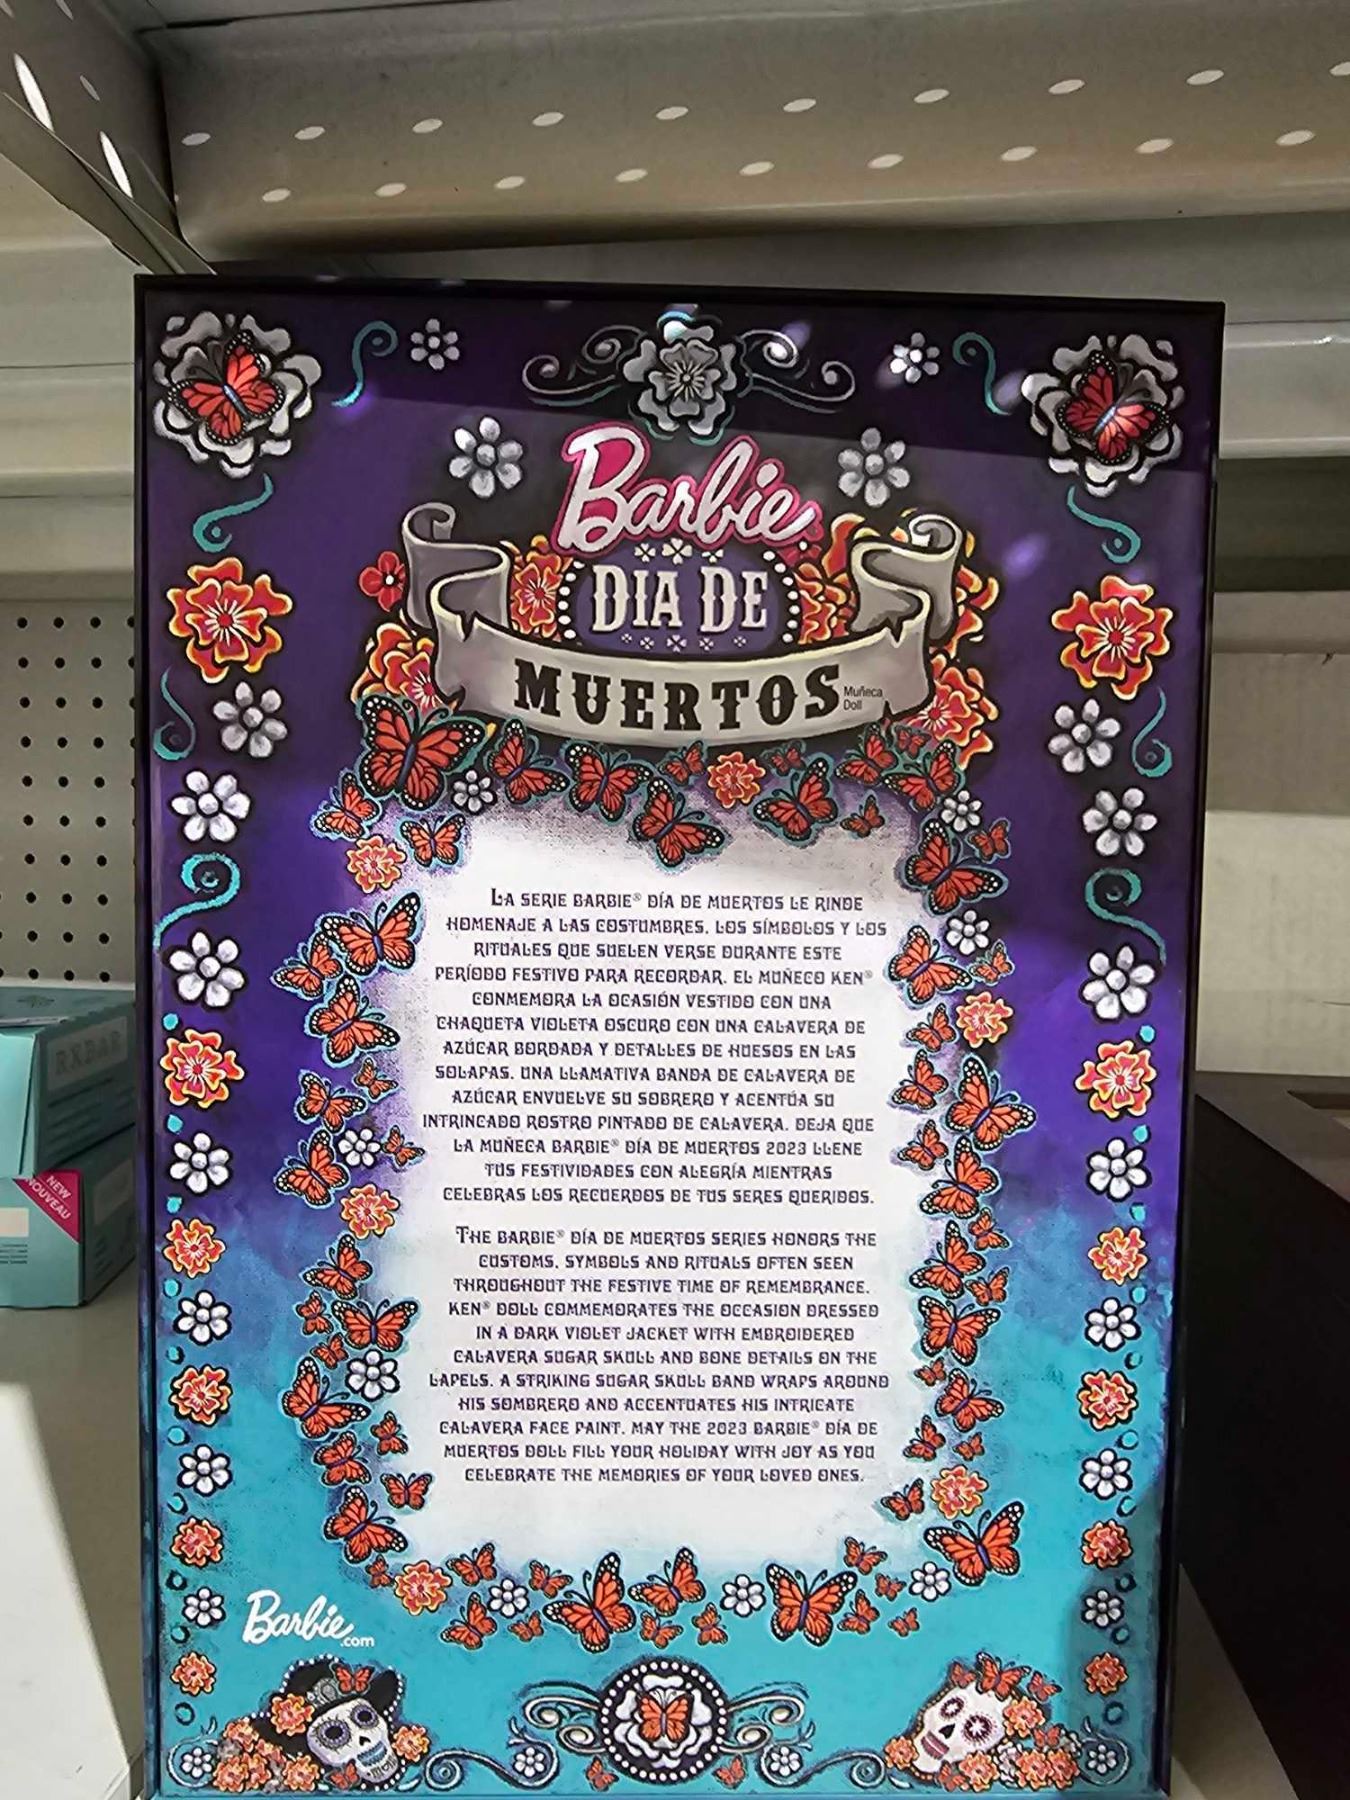 Barbie
DIA DE
MUERTOS
Muñeca
Doll
LA SERIE BARBIE® DÍA DE MUERTOS LE RINDE
HOMENAJE A LAS COSTUMBRES, LOS SÍMBOLOS Y LOS
RITUALES QUE SUELEN VERSE DURANTE ESTE
PERÍODO FESTIVO PARA RECORDAR. EL MUÑECO KEN®
CONMEMORA LA OCASIÓN VESTIDO CON UNA
CHAQUETA VIOLETA OSCURO CON UNA CALAVERA DE
AZÚCAR BORDADA Y DETALLES DE HUESOS EN LAS
SOLAPAS. UNA LLAMATIVA BANDA DE CALAVERA DE
AZÚCAR ENVUELVE SU SOBRERO Y ACENTÚA SU
INTRINCADO ROSTRO PINTADO DE CALAVERA. DEJA QUE
LA MUÑECA BARBIE® DÍA DE MUERTOS 2023 LLENE
TUS FESTIVIDADES CON ALEGRÍA MIENTRAS
CELEBRAS LOS RECUERDOS DE TUS SERES QUERIDOS.
THE BARBIE® DÍA DE MUERTOS SERIES HONORS THE
CUSTOMS, SYMBOLS AND RITUALS OFTEN SEEN
THROUGHOUT THE FESTIVE TIME OF REMEMBRANCE.
KEN® DOLL COMMEMORATES THE OCCASION DRESSED
IN A DARK VIOLET JACKET WITH EMBROIDERED
CALAVERA SUGAR SKULL AND BONE DETAILS ON THE
LAPELS. A STRIKING SUGAR SKULL BAND WRAPS AROUND
HIS SOMBRERO AND ACCENTUATES HIS INTRICATE
CALAVERA FACE PAINT. MAY THE 2023 BARBIE® DÍA DE
MUERTOS DOLL FILL YOUR HOLIDAY WITH JOY AS YOU
CELEBRATE THE MEMORIES OF YOUR LOVED ONES.
Barbie.com
RXBAR
NEW
NOUVEAU